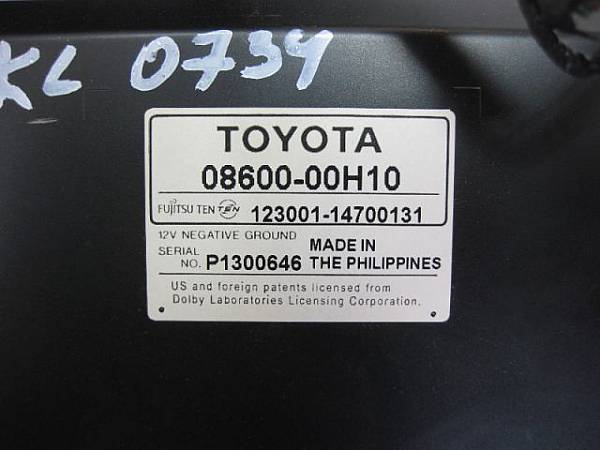 KL 0734
TOYOTA
08600-00H10
FUJITSU TEN TEN 123001-14700131
12V NEGATIVE GROUND
SERIAL NO. P1300646 MADE IN THE PHILIPPINES
US and foreign patents licensed from
Dolby Laboratories Licensing Corporation.